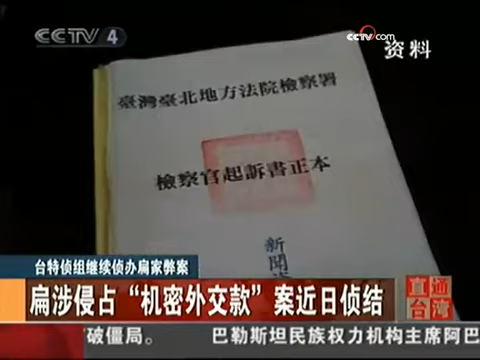 CCTV 4
cctv.com
资料
臺灣臺北地方法院檢察署
檢察官起訴書正本
新聞
台特侦组继续侦办扁家弊案
扁涉侵占“机密外交款”案近日侦结
直通
台湾
破僵局。
巴勒斯坦民族权力机构主席阿巴